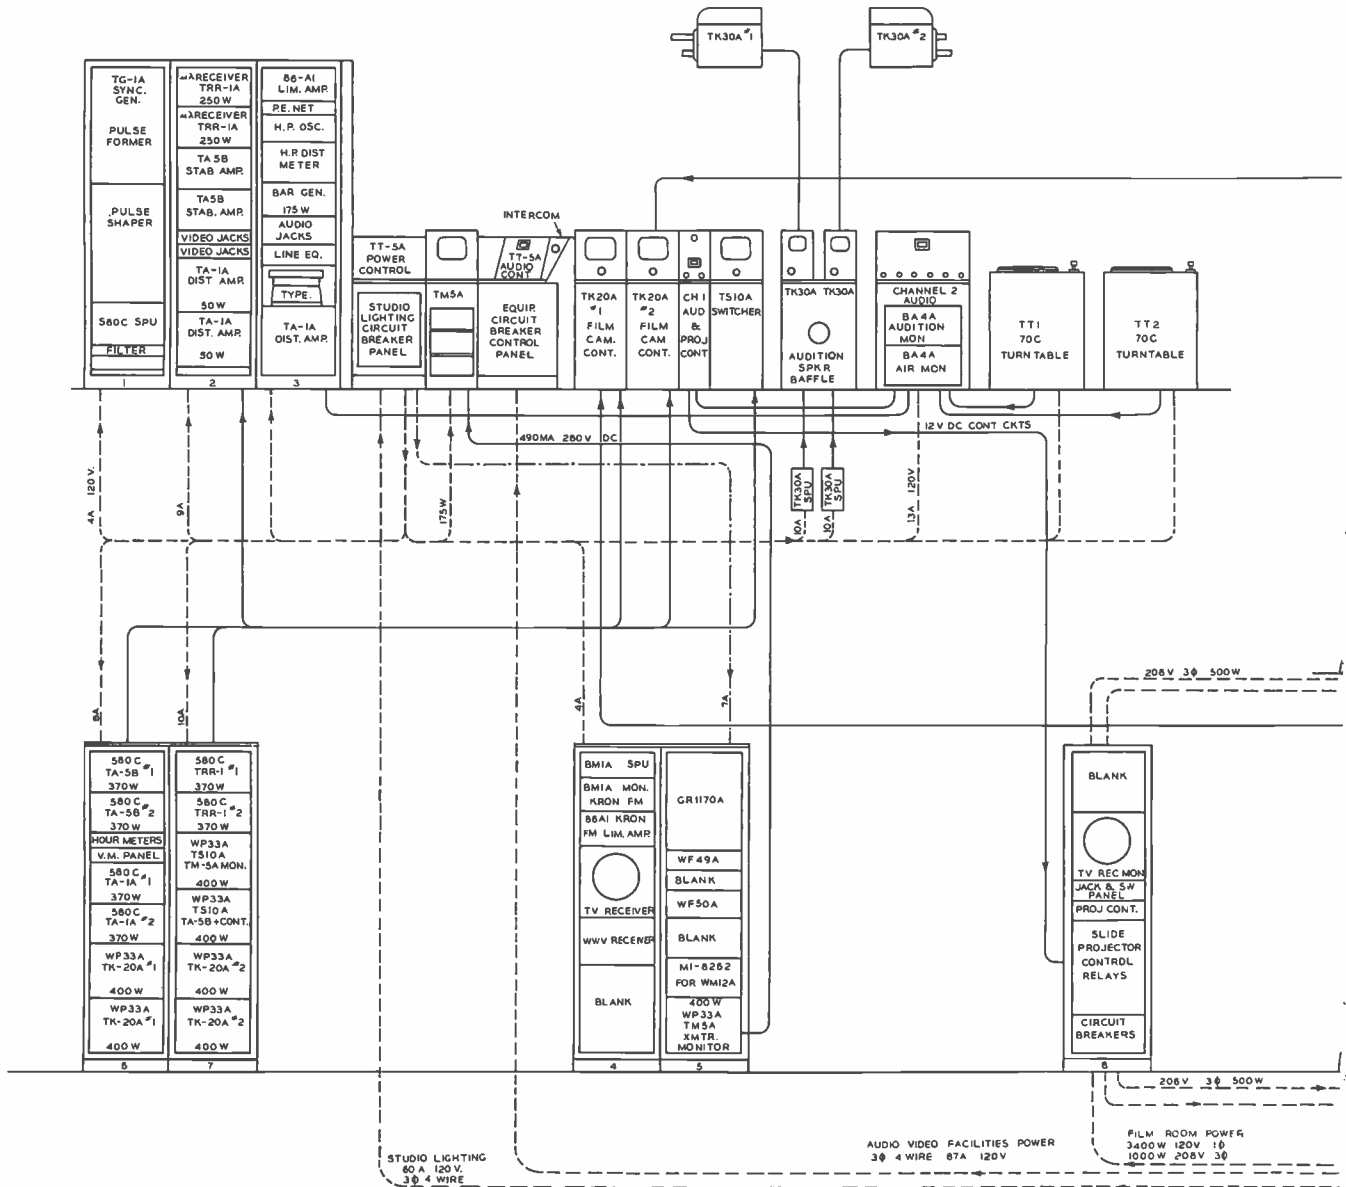 TK30A #1
TK30A #2
TG-1A
SYNC.
GEN.
PULSE
FORMER
PULSE
SHAPER
580C SPU
FILTER
1
RECEIVER
TRR-1A
250W
RECEIVER
TRR-1A
250W
TA5B
STAB AMP.
TA5B
STAB. AMP.
VIDEO JACKS
VIDEO JACKS
TA-1A
DIST AMP.
50W
TA-1A
DIST. AMP.
50W
2
86-A1
LIM. AMP.
P.E. NET
H.P. OSC.
H.P. DIST
METER
BAR GEN.
175 W
AUDIO
JACKS
LINE EQ.
TYPE.
TA-1A
DIST. AMP.
3
TT-5A
POWER
CONTROL
STUDIO
LIGHTING
CIRCUIT
BREAKER
PANEL
TM5A
INTERCOM
TT-5A
AUDIO
CONT
EQUIP.
CIRCUIT
BREAKER
CONTROL
PANEL
TK20A
#1
FILM
CAM.
CONT.
TK20A
#2
FILM
CAM
CONT.
CH 1
AUD
&
PROJ
CONT
TS10A
SWITCHER
TK30A TK30A
AUDITION
SPKR
BAFFLE
CHANNEL 2
AUDIO
BA4A
AUDITION
MON
BA4A
AIR MON
TT1
70C
TURNTABLE
TT2
70C
TURNTABLE
12V DC CONT CKTS
490MA 280V DC
4A 120V.
9A
175W
TK30A
SPU
TK30A
SPU
10A
10A
13A 120V
8A
10A
4A
7A
208V 3ϕ 500W
580C
TA-5B #1
370W
580C
TA-5B #2
370W
HOUR METERS
V.M. PANEL
580C
TA-1A #1
370W
580C
TA-1A #2
370W
WP33A
TK-20A #1
400W
WP33A
TK-20A #1
400W
6
580C
TRR-1 #1
370W
580C
TRR-1 #2
370W
WP33A
TS10A
TM-5A MON.
400W
WP33A
TS10A
TA-5B+CONT.
400W
WP33A
TK-20A #2
400W
WP33A
TK-20A #2
400W
7
BM1A SPU
BM1A MON.
KRON FM
86A1 KRON
FM LIM. AMP.
TV RECEIVER
WWV RECEIVER
BLANK
4
GR1170A
WF49A
BLANK
WF50A
BLANK
MI-8262
FOR WM12A
400W
WP33A
TM5A
XMTR.
MONITOR
5
BLANK
TV REC MON
JACK & SW
PANEL
PROJ CONT.
SLIDE
PROJECTOR
CONTROL
RELAYS
CIRCUIT
BREAKERS
8
208V 3ϕ 500W
STUDIO LIGHTING
60 A 120V.
3ϕ 4 WIRE
AUDIO VIDEO FACILITIES POWER
3ϕ 4 WIRE 87A 120V
FILM ROOM POWER
3400W 120V 1ϕ
1000W 208V 3ϕ